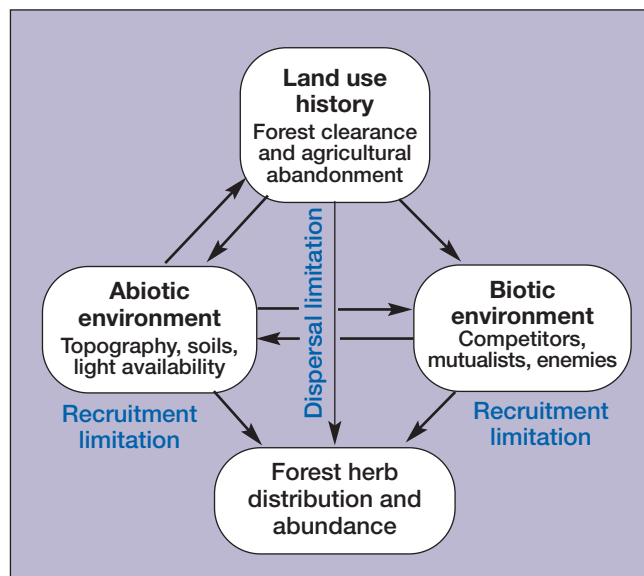 Land use
history
Forest clearance
and agricultural
abandonment
Dispersal limitation
Abiotic
environment
Topography, soils,
light availability
Biotic
environment
Competitors,
mutualists, enemies
Recruitment
limitation
Recruitment
limitation
Forest herb
distribution and
abundance